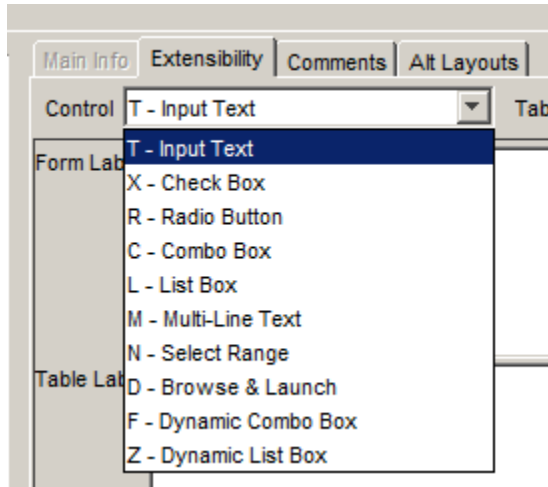 Main Info Extensibility Comments Alt Layouts
Control T - Input Text Tab
T - Input Text
Form Lab
X - Check Box
R - Radio Button
C - Combo Box
L - List Box
M - Multi-Line Text
N - Select Range
Table Lab
D - Browse & Launch
F - Dynamic Combo Box
Z - Dynamic List Box